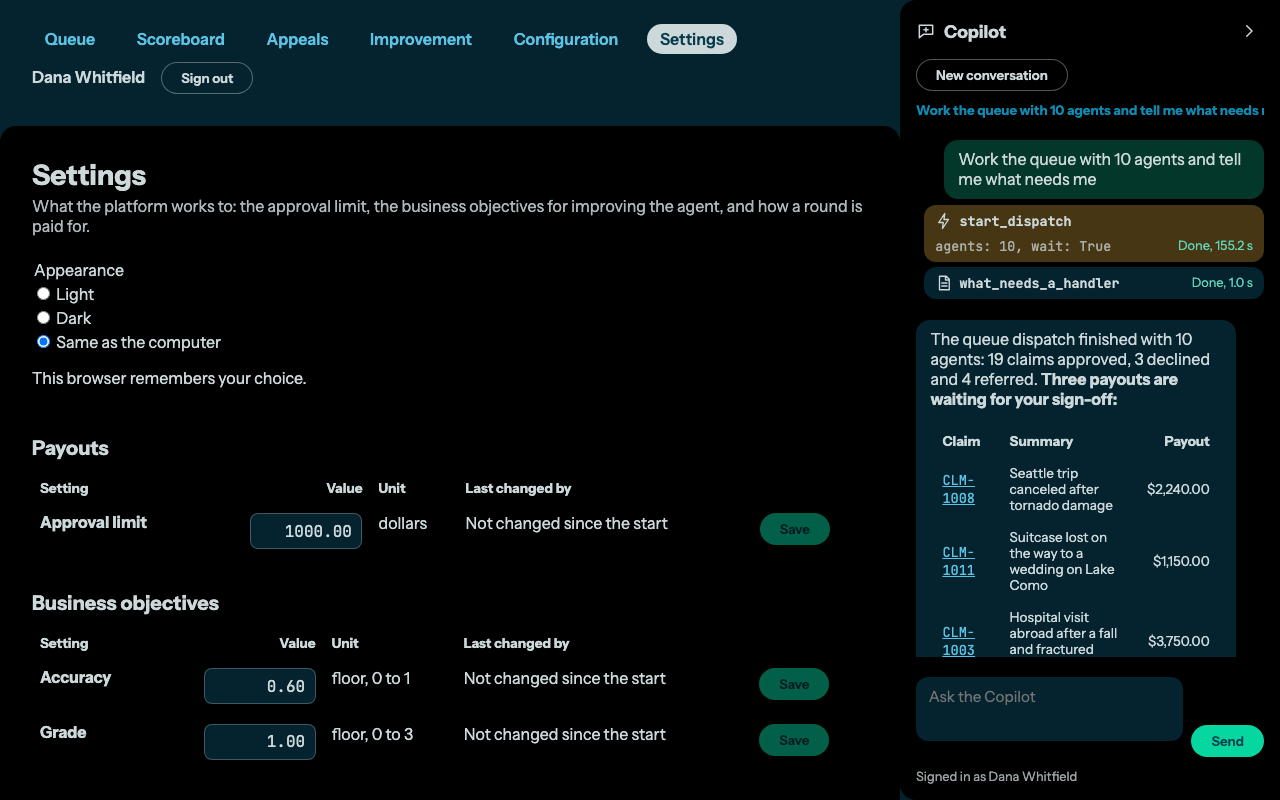 Queue Scoreboard Appeals Improvement Configuration Settings
Dana Whitfield Sign out
Settings
What the platform works to: the approval limit, the business objectives for improving the agent, and how a round is
paid for.
Appearance
Light
Dark
Same as the computer
This browser remembers your choice.
Payouts
Setting Value Unit Last changed by
Approval limit 1000.00 dollars Not changed since the start Save
Business objectives
Setting Value Unit Last changed by
Accuracy 0.60 floor, 0 to 1 Not changed since the start Save
Grade 1.00 floor, 0 to 3 Not changed since the start Save
Copilot
New conversation
Work the queue with 10 agents and tell me what needs
Work the queue with 10 agents and tell
me what needs me
start_dispatch
agents: 10, wait: True Done, 155.2 s
what_needs_a_handler Done, 1.0 s
The queue dispatch finished with 10
agents: 19 claims approved, 3 declined
and 4 referred. Three payouts are
waiting for your sign-off:
Claim Summary Payout
CLM-
1008
Seattle trip
canceled after
tornado damage
$2,240.00
CLM-
1011
Suitcase lost on
the way to a
wedding on Lake
Como
$1,150.00
CLM-
1003
Hospital visit
abroad after a fall
and fractured
$3,750.00
Ask the Copilot
Send
Signed in as Dana Whitfield